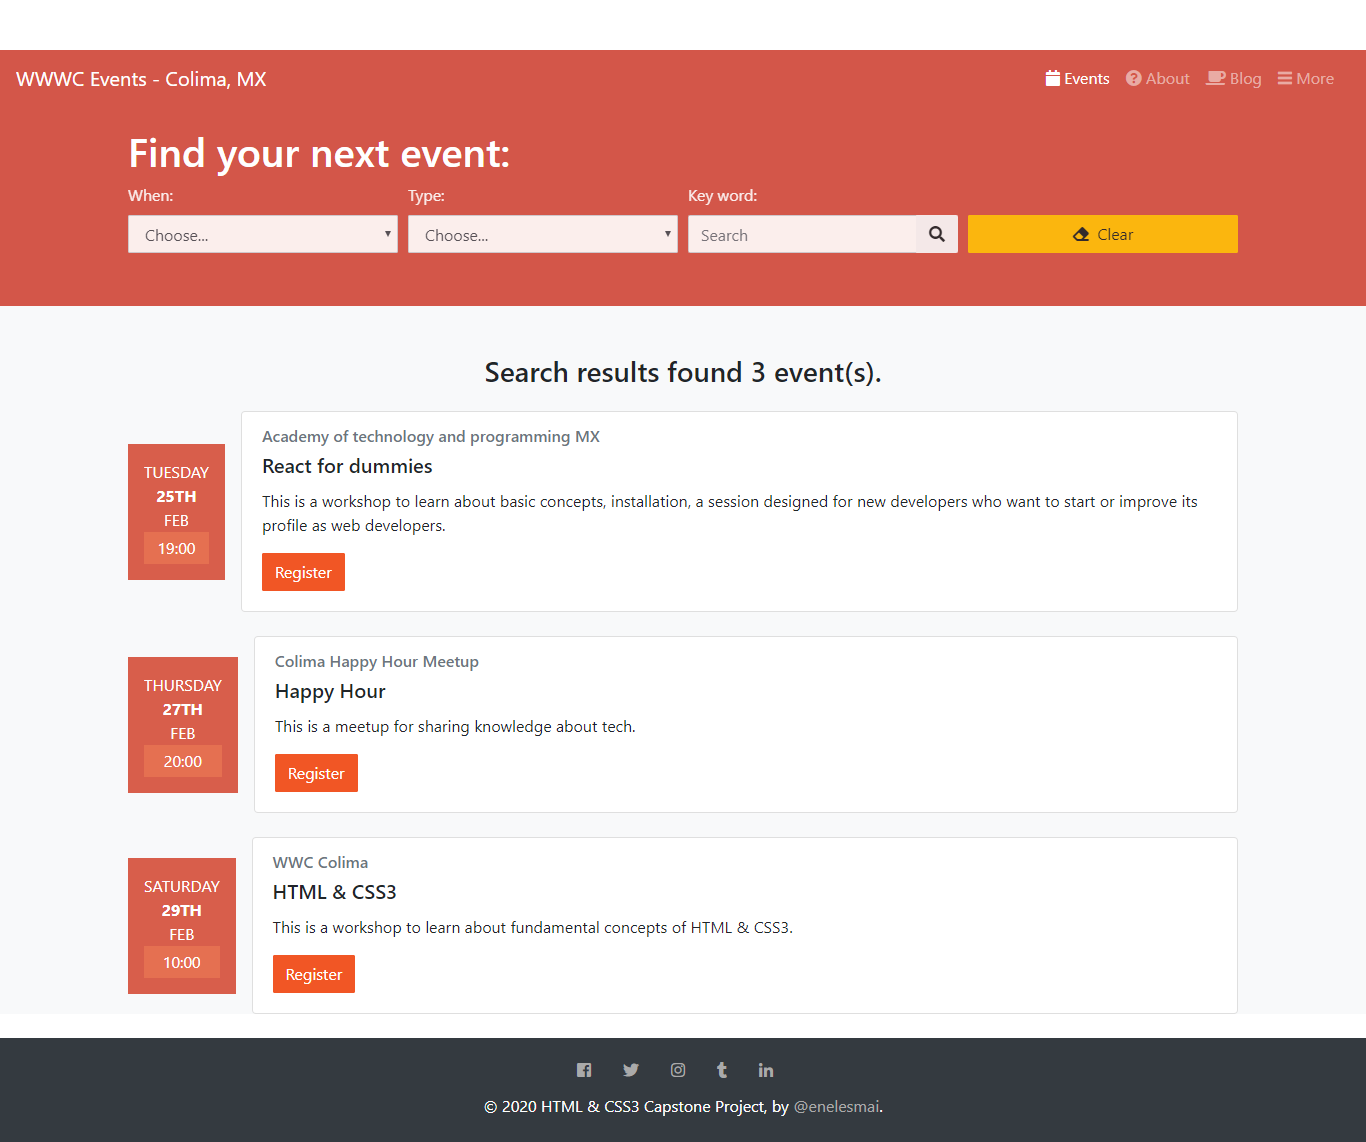 WWWC Events - Colima, MX
Events About Blog More
Find your next event:
When: Type: Key word:
Choose... Choose... Search Clear
Search results found 3 event(s).
TUESDAY
25TH
FEB
19:00
Academy of technology and programming MX
React for dummies
This is a workshop to learn about basic concepts, installation, a session designed for new developers who want to start or improve its
profile as web developers.
Register
THURSDAY
27TH
FEB
20:00
Colima Happy Hour Meetup
Happy Hour
This is a meetup for sharing knowledge about tech.
Register
SATURDAY
29TH
FEB
10:00
WWC Colima
HTML & CSS3
This is a workshop to learn about fundamental concepts of HTML & CSS3.
Register
© 2020 HTML & CSS3 Capstone Project, by @enelesmai.